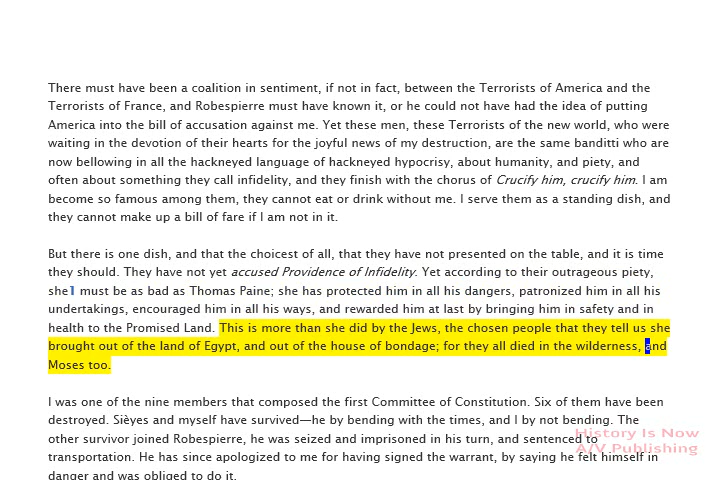 There must have been a coalition in sentiment, if not in fact, between the Terrorists of America and the
Terrorists of France, and Robespierre must have known it, or he could not have had the idea of putting
America into the bill of accusation against me. Yet these men, these Terrorists of the new world, who were
waiting in the devotion of their hearts for the joyful news of my destruction, are the same banditti who are
now bellowing in all the hackneyed language of hackneyed hypocrisy, about humanity, and piety, and
often about something they call infidelity, and they finish with the chorus of Crucify him, crucify him. I am
become so famous among them, they cannot eat or drink without me. I serve them as a standing dish, and
they cannot make up a bill of fare if I am not in it.
But there is one dish, and that the choicest of all, that they have not presented on the table, and it is time
they should. They have not yet accused Providence of Infidelity. Yet according to their outrageous piety,
she1 must be as bad as Thomas Paine; she has protected him in all his dangers, patronized him in all his
undertakings, encouraged him in all his ways, and rewarded him at last by bringing him in safety and in
health to the Promised Land. This is more than she did by the Jews, the chosen people that they tell us she
brought out of the land of Egypt, and out of the house of bondage; for they all died in the wilderness, and
Moses too.
I was one of the nine members that composed the first Committee of Constitution. Six of them have been
destroyed. Sièyes and myself have survived—he by bending with the times, and I by not bending. The
other survivor joined Robespierre, he was seized and imprisoned in his turn, and sentenced to
transportation. He has since apologized to me for having signed the warrant, by saying he felt himself in
danger and was obliged to do it.
History Is Now
A/V Publishing